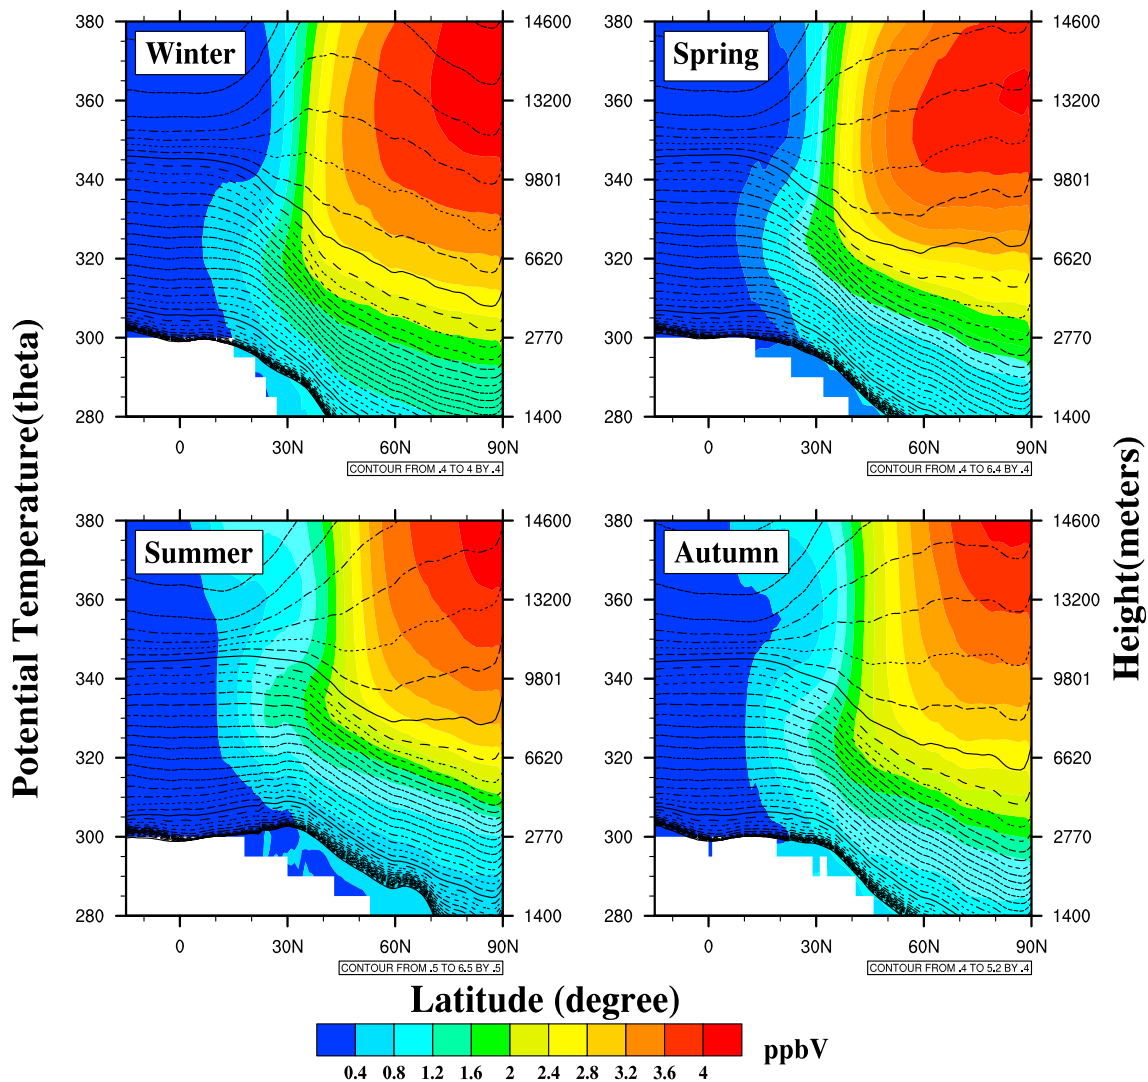 Winter
Spring
380
360
340
320
300
280
14600
13200
9801
6620
2770
1400
0 30N 60N 90N
CONTOUR FROM .4 TO 4 BY .4
380
360
340
320
300
280
14600
13200
9801
6620
2770
1400
0 30N 60N 90N
CONTOUR FROM .4 TO 6.4 BY .4
Potential Temperature(theta)
Height(meters)
Summer
Autumn
380
360
340
320
300
280
14600
13200
9801
6620
2770
1400
0 30N 60N 90N
CONTOUR FROM .5 TO 6.5 BY .5
380
360
340
320
300
280
14600
13200
9801
6620
2770
1400
0 30N 60N 90N
CONTOUR FROM .4 TO 5.2 BY .4
Latitude (degree)
0.4 0.8 1.2 1.6 2 2.4 2.8 3.2 3.6 4
ppbV